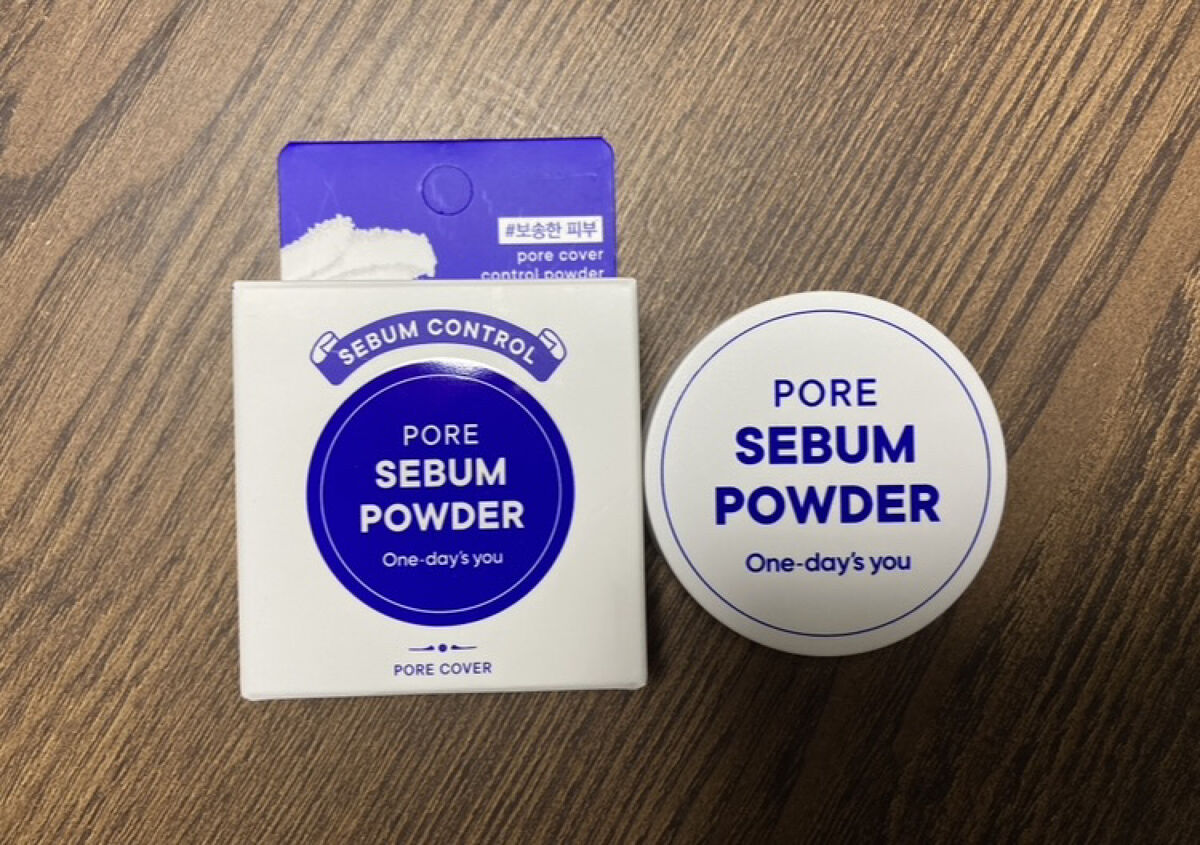 #보송한 피부
pore cover
control powder
SEBUM CONTROL
PORE
SEBUM
POWDER
One-day's you
PORE COVER
PORE
SEBUM
POWDER
One-day's you